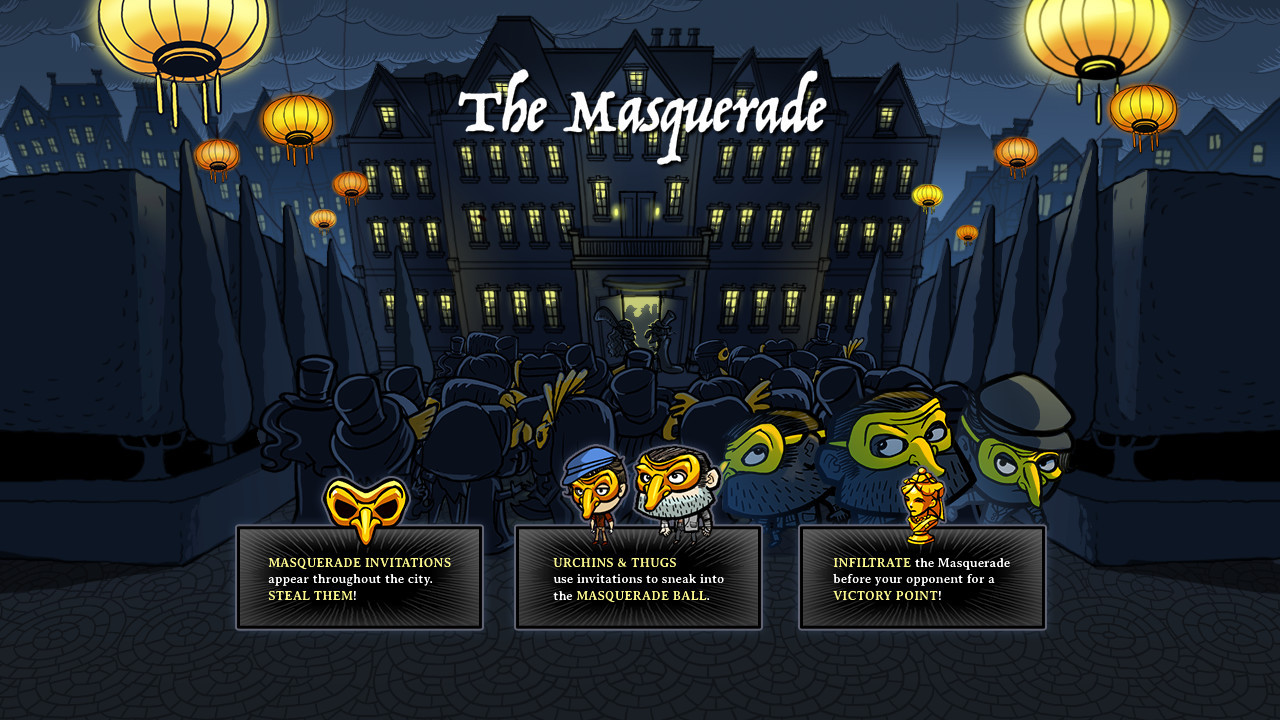 The Masquerade
MASQUERADE INVITATIONS
appear throughout the city.
STEAL THEM!
URCHINS & THUGS
use invitations to sneak into
the MASQUERADE BALL.
INFILTRATE the Masquerade
before your opponent for a
VICTORY POINT!